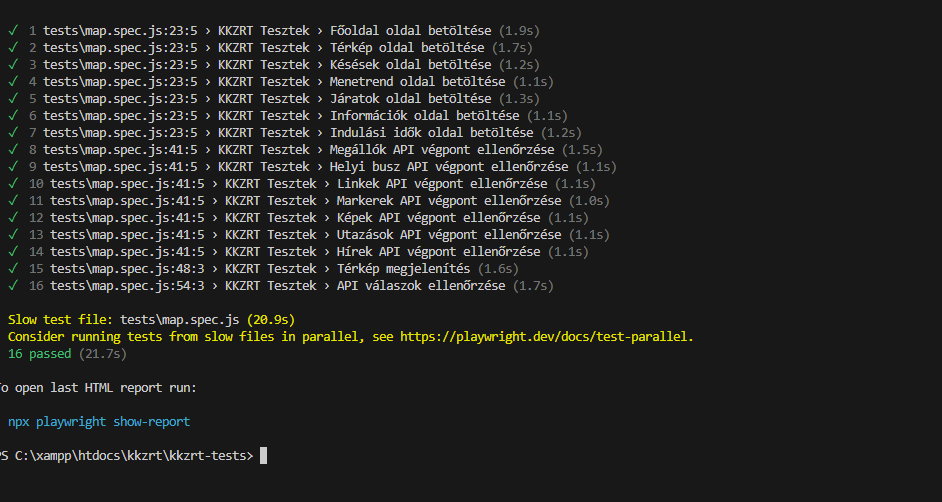 ✓ 1 tests\map.spec.js:23:5 › KKZRT Tesztek › Főoldal oldal betöltése (1.9s)
✓ 2 tests\map.spec.js:23:5 › KKZRT Tesztek › Térkép oldal betöltése (1.7s)
✓ 3 tests\map.spec.js:23:5 › KKZRT Tesztek › Késések oldal betöltése (1.2s)
✓ 4 tests\map.spec.js:23:5 › KKZRT Tesztek › Menetrend oldal betöltése (1.1s)
✓ 5 tests\map.spec.js:23:5 › KKZRT Tesztek › Járatok oldal betöltése (1.3s)
✓ 6 tests\map.spec.js:23:5 › KKZRT Tesztek › Információk oldal betöltése (1.1s)
✓ 7 tests\map.spec.js:23:5 › KKZRT Tesztek › Indulási idők oldal betöltése (1.2s)
✓ 8 tests\map.spec.js:41:5 › KKZRT Tesztek › Megállók API végpont ellenőrzése (1.5s)
✓ 9 tests\map.spec.js:41:5 › KKZRT Tesztek › Helyi busz API végpont ellenőrzése (1.1s)
✓ 10 tests\map.spec.js:41:5 › KKZRT Tesztek › Linkek API végpont ellenőrzése (1.1s)
✓ 11 tests\map.spec.js:41:5 › KKZRT Tesztek › Markerek API végpont ellenőrzése (1.0s)
✓ 12 tests\map.spec.js:41:5 › KKZRT Tesztek › Képek API végpont ellenőrzése (1.1s)
✓ 13 tests\map.spec.js:41:5 › KKZRT Tesztek › Utazások API végpont ellenőrzése (1.1s)
✓ 14 tests\map.spec.js:41:5 › KKZRT Tesztek › Hírek API végpont ellenőrzése (1.1s)
✓ 15 tests\map.spec.js:48:3 › KKZRT Tesztek › Térkép megjelenítés (1.6s)
✓ 16 tests\map.spec.js:54:3 › KKZRT Tesztek › API válaszok ellenőrzése (1.7s)
Slow test file: tests\map.spec.js (20.9s)
Consider running tests from slow files in parallel, see https://playwright.dev/docs/test-parallel.
16 passed (21.7s)
To open last HTML report run:
npx playwright show-report
PS C:\xampp\htdocs\kkzrt\kkzrt-tests>